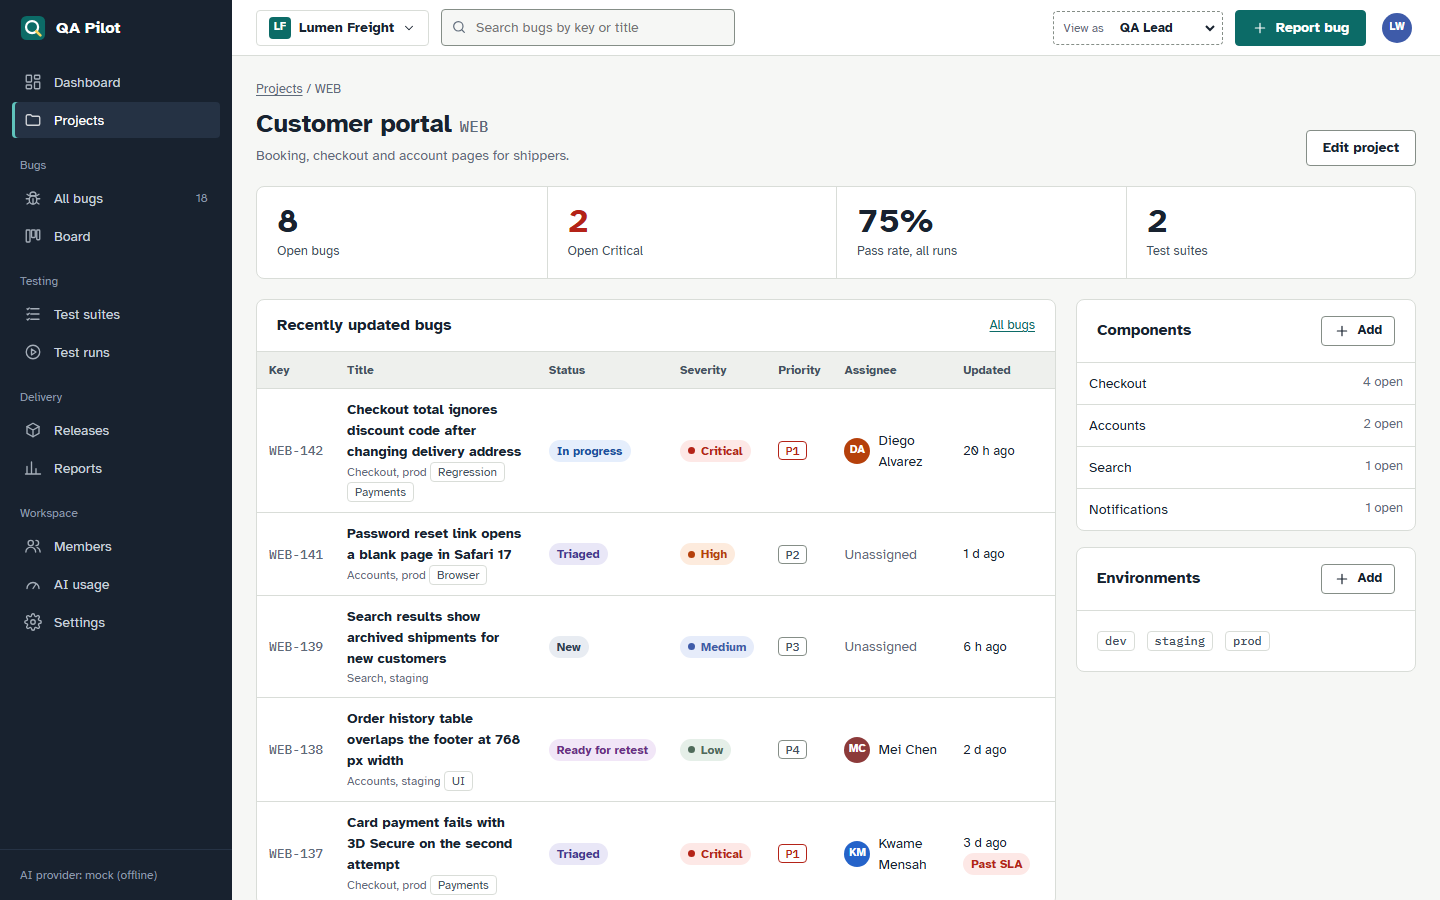 QA Pilot
Dashboard
Projects
Bugs
All bugs 18
Board
Testing
Test suites
Test runs
Delivery
Releases
Reports
Workspace
Members
AI usage
Settings
AI provider: mock (offline)
LF Lumen Freight
Search bugs by key or title
View as QA Lead
Report bug
LW
Projects / WEB
Customer portal WEB
Booking, checkout and account pages for shippers.
Edit project
8
Open bugs
2
Open Critical
75%
Pass rate, all runs
2
Test suites
Recently updated bugs All bugs
Key Title Status Severity Priority Assignee Updated
WEB-142
Checkout total ignores
discount code after
changing delivery address
Checkout, prod Regression
Payments
In progress
Critical
P1
DA
Diego
Alvarez
20 h ago
WEB-141
Password reset link opens
a blank page in Safari 17
Accounts, prod Browser
Triaged
High
P2
Unassigned
1 d ago
WEB-139
Search results show
archived shipments for
new customers
Search, staging
New
Medium
P3
Unassigned
6 h ago
WEB-138
Order history table
overlaps the footer at 768
px width
Accounts, staging UI
Ready for retest
Low
P4
MC Mei Chen
2 d ago
WEB-137
Card payment fails with
3D Secure on the second
attempt
Checkout, prod Payments
Triaged
Critical
P1
KM
Kwame
Mensah
3 d ago
Past SLA
Components Add
Checkout 4 open
Accounts 2 open
Search 1 open
Notifications 1 open
Environments Add
dev staging prod